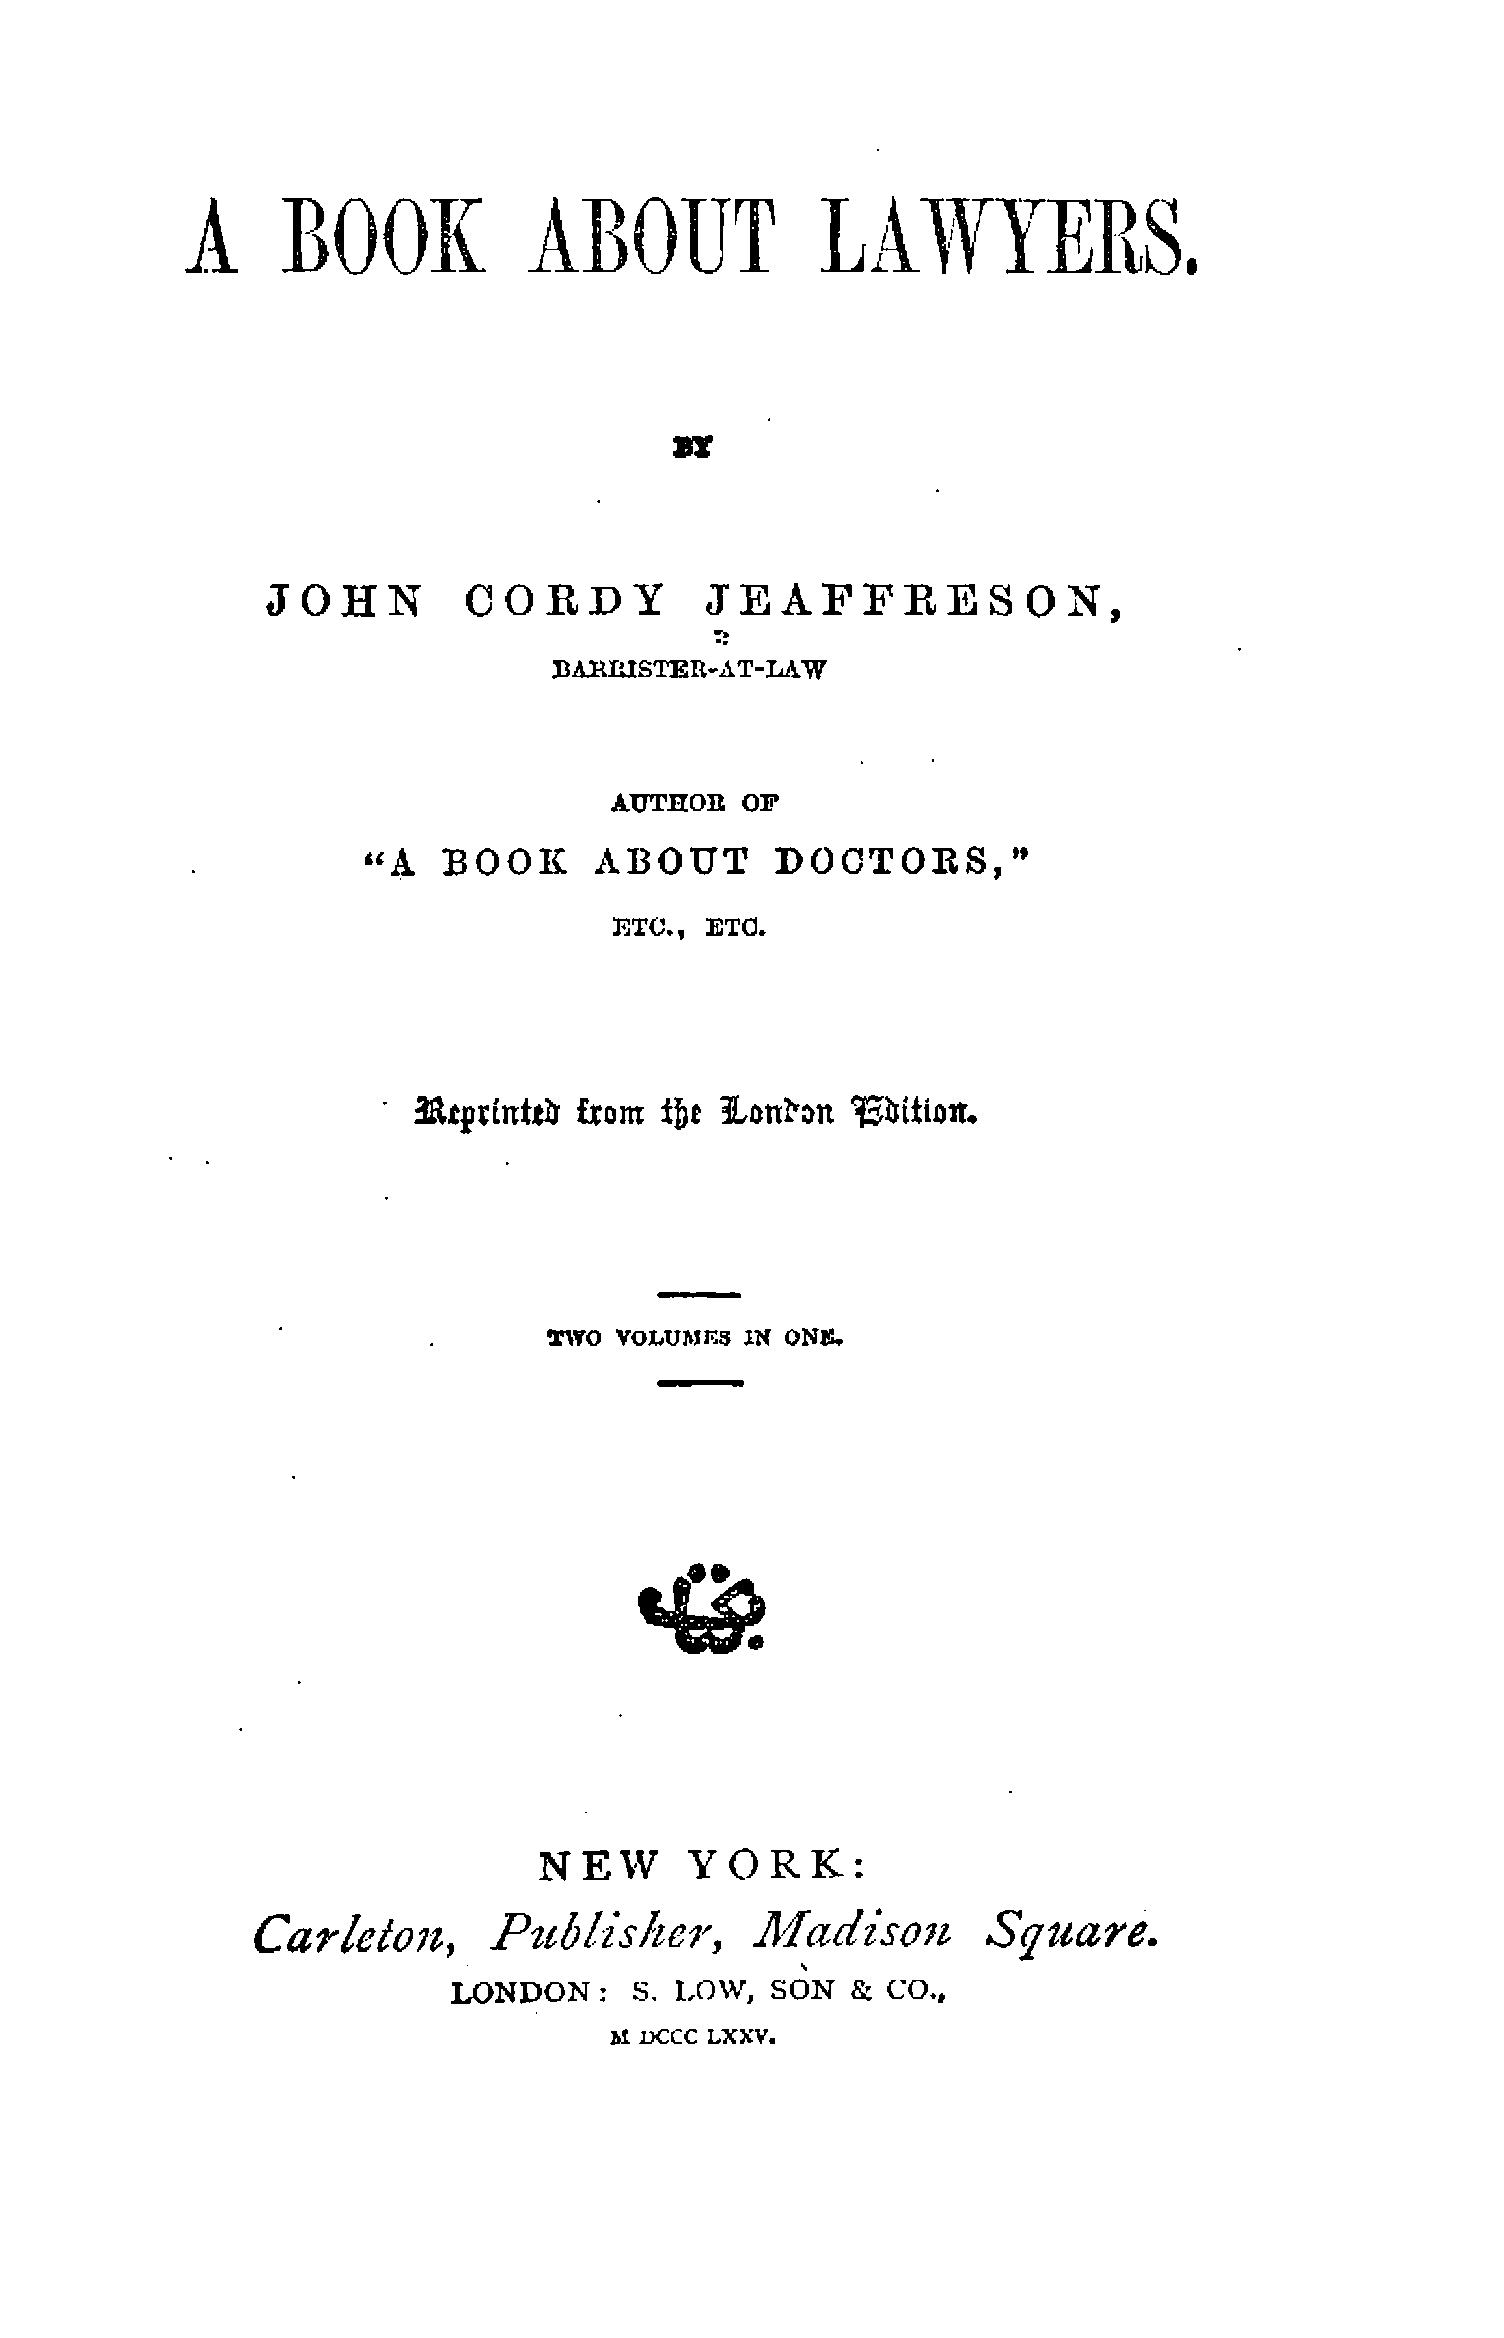 A BOOK ABOUT LAWYERS.
BY
JOHN CORDY JEAFFRESON,
BARRISTER-AT-LAW
AUTHOR OF
“A BOOK ABOUT DOCTORS,”
ETC., ETC.
Reprinted from the London Edition.
TWO VOLUMES IN ONE.
NEW YORK:
Carleton, Publisher, Madison Square.
LONDON: S. LOW, SON & CO.,
M DCCC LXXV.